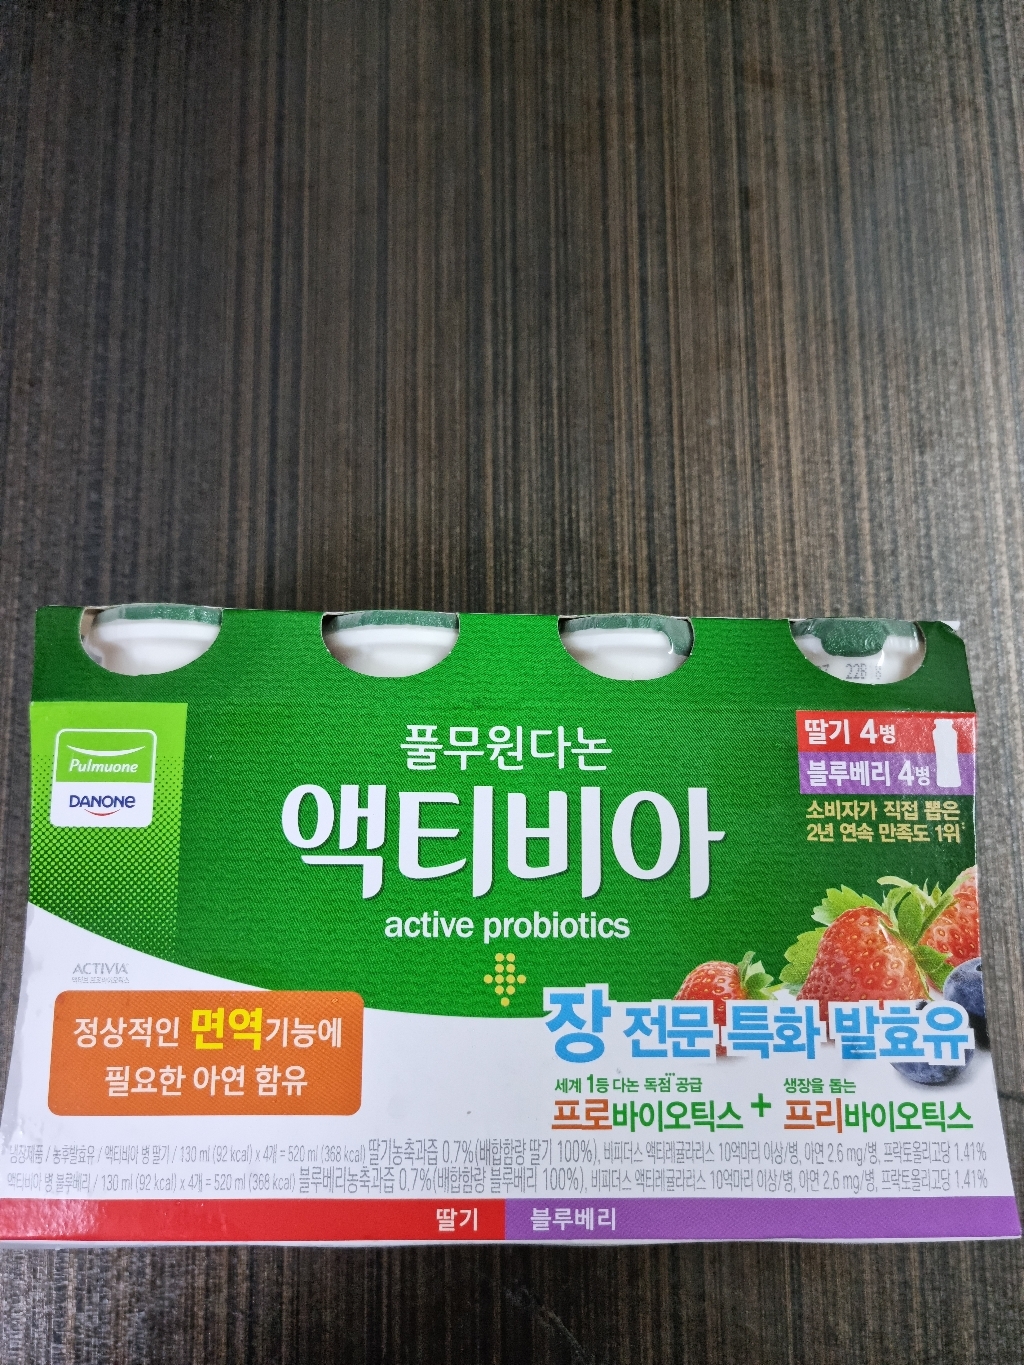 풀무원다논
액티비아
active probiotics
Pulmuone
DANONE
딸기 4병
블루베리 4병
소비자가 직접 뽑은
2년 연속 만족도 1위
ACTIVIA
정상적인 면역기능에
필요한 아연 함유
장 전문 특화 발효유
세계 1등 다논 독점** 공급
프로바이오틱스
+
생장을 돕는
프리바이오틱스
냉장제품 / 농후발효유 / 액티비아 병 딸기 / 130 ml (92 kcal) x 4개 = 520 ml (368 kcal) 딸기농축과즙 0.7%(배합함량 딸기 100%), 비피더스 액티레귤라리스 10억마리 이상/병, 아연 2.6 mg/병, 프락토올리고당 1.41%
액티비아 병 블루베리 / 130 ml (92 kcal) x 4개 = 520 ml (368 kcal) 블루베리농축과즙 0.7%(배합함량 블루베리 100%), 비피더스 액티레귤라리스 10억마리 이상/병, 아연 2.6 mg/병, 프락토올리고당 1.41%
딸기
블루베리